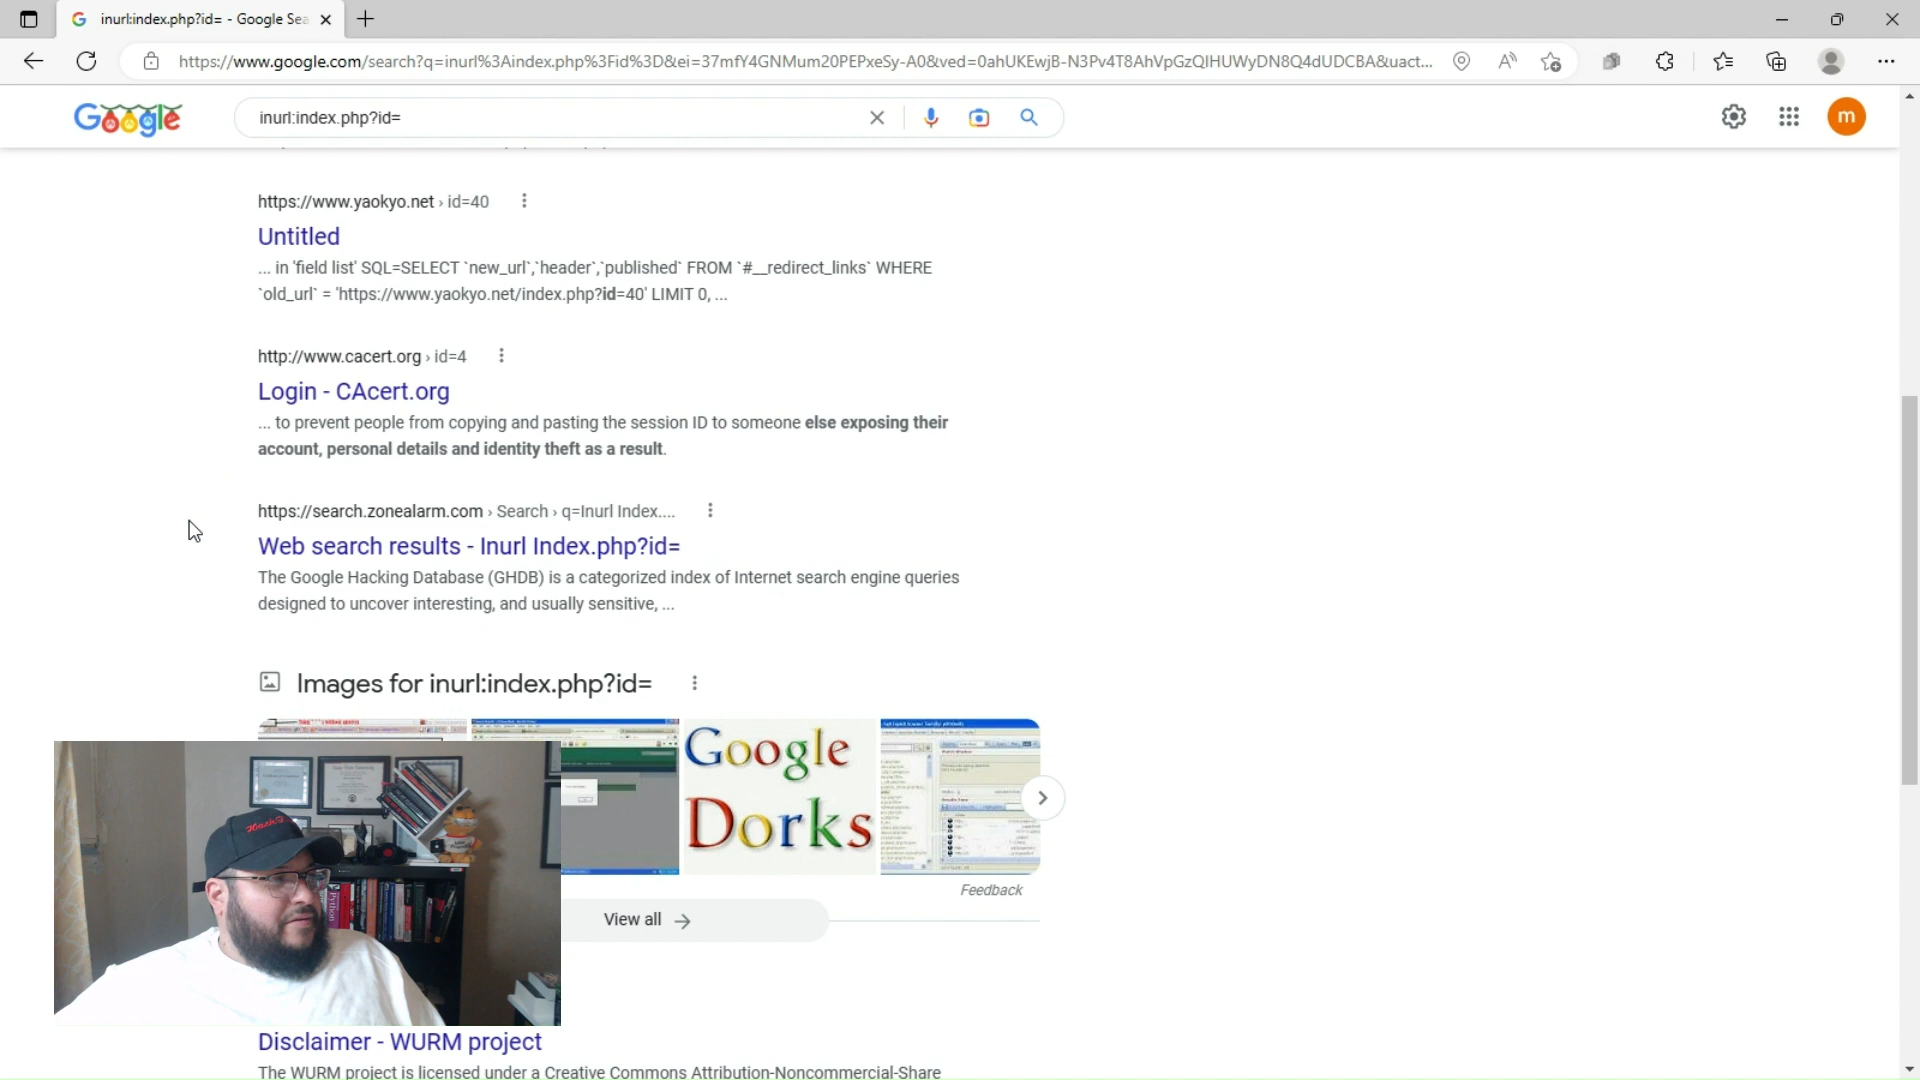 inurl:index.php?id= - Google Sea
https://www.google.com/search?q=inurl%3Aindex.php%3Fid%3D&ei=37mfY4GNMum20PEPxeSy-A0&ved=0ahUKEwjB-N3Pv4T8AhVpGzQIHUWyDN8Q4dUDCBA&uact...
Google
inurl:index.php?id=
m
https://www.yaokyo.net › id=40
Untitled
... in 'field list' SQL=SELECT `new_url`,`header`,`published` FROM `#__redirect_links` WHERE
`old_url` = 'https://www.yaokyo.net/index.php?id=40' LIMIT 0, ...
http://www.cacert.org › id=4
Login - CAcert.org
... to prevent people from copying and pasting the session ID to someone else exposing their
account, personal details and identity theft as a result.
https://search.zonealarm.com › Search › q=Inurl Index....
Web search results - Inurl Index.php?id=
The Google Hacking Database (GHDB) is a categorized index of Internet search engine queries
designed to uncover interesting, and usually sensitive, ...
Images for inurl:index.php?id=
Google
Dorks
Feedback
View all
Disclaimer - WURM project
The WURM project is licensed under a Creative Commons Attribution-Noncommercial-Share